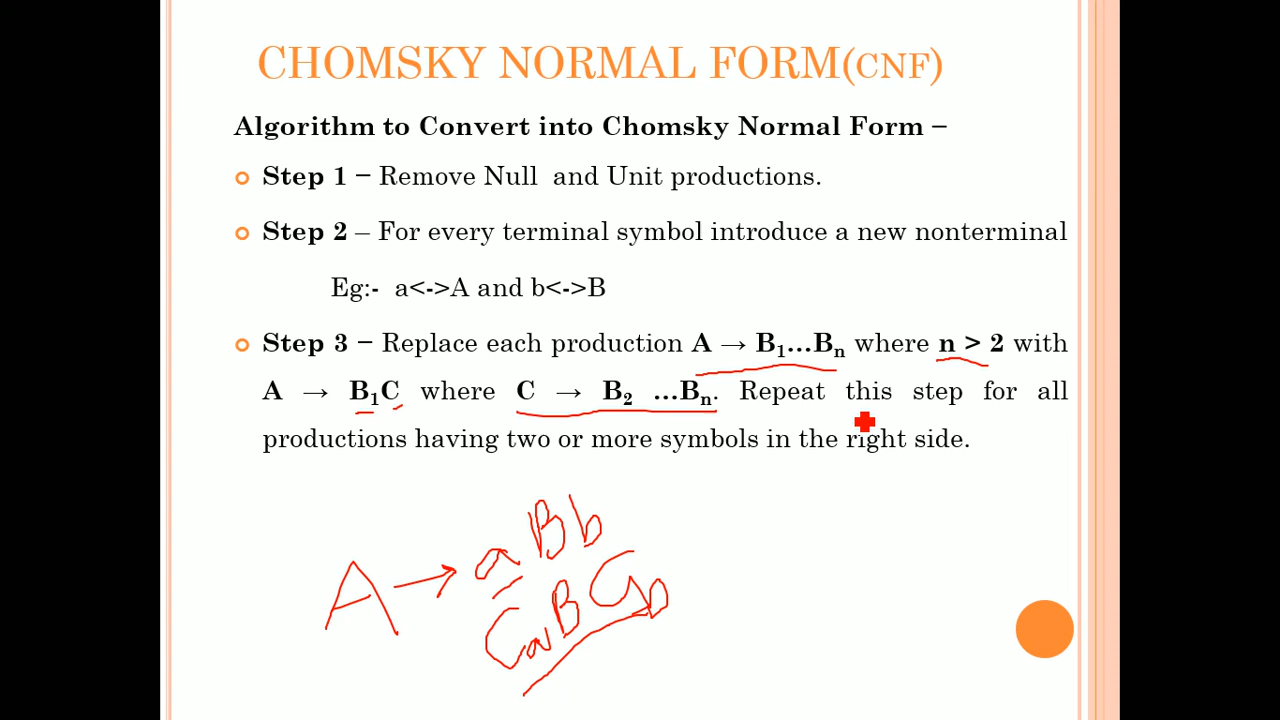 CHOMSKY NORMAL FORM(CNF)
Algorithm to Convert into Chomsky Normal Form –
Step 1 – Remove Null and Unit productions.
Step 2 – For every terminal symbol introduce a new nonterminal
Eg:- a<->A and b<->B
Step 3 – Replace each production A → B1...Bn where n > 2 with
A → B1C where C → B2 ...Bn. Repeat this step for all
productions having two or more symbols in the right side.
A → a B b
Ca B Cb